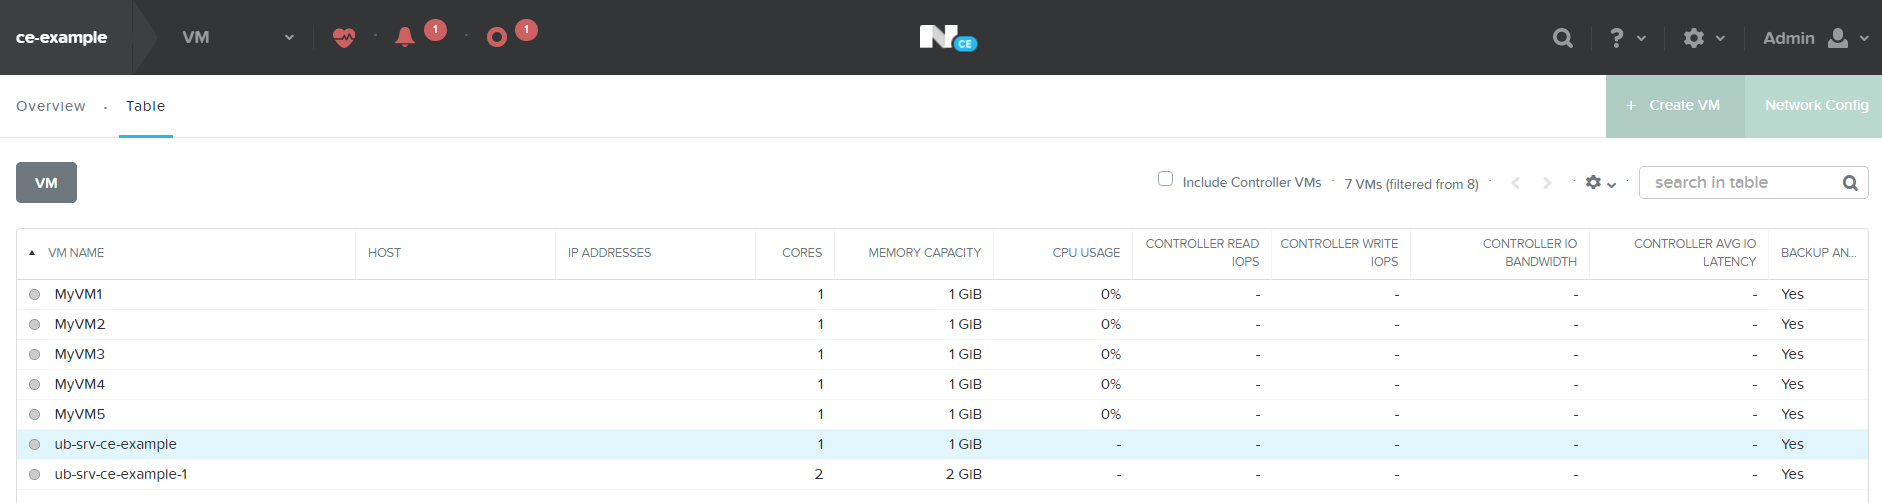 ce-example VM 1 1 N CE Admin
Overview · Table + Create VM Network Config
VM Include Controller VMs · 7 VMs (filtered from 8) · · · search in table
VM NAME HOST IP ADDRESSES CORES MEMORY CAPACITY CPU USAGE CONTROLLER READ IOPS CONTROLLER WRITE IOPS CONTROLLER IO BANDWIDTH CONTROLLER AVG IO LATENCY BACKUP AN...
MyVM1 1 1 GiB 0% - - - - Yes
MyVM2 1 1 GiB 0% - - - - Yes
MyVM3 1 1 GiB 0% - - - - Yes
MyVM4 1 1 GiB 0% - - - - Yes
MyVM5 1 1 GiB 0% - - - - Yes
ub-srv-ce-example 1 1 GiB - - - - - Yes
ub-srv-ce-example-1 2 2 GiB - - - - - Yes